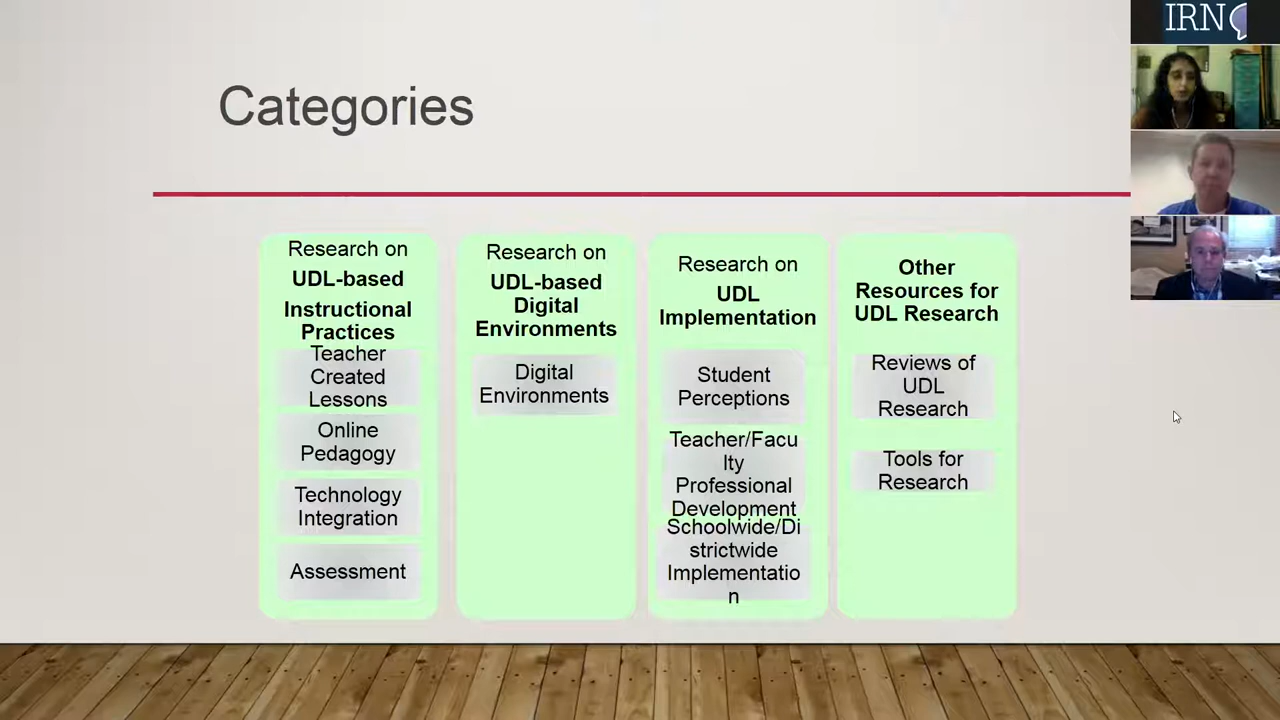 IRN
Categories
Research on
UDL-based
Instructional
Practices
Teacher
Created
Lessons
Online
Pedagogy
Technology
Integration
Assessment
Research on
UDL-based
Digital
Environments
Digital
Environments
Research on
UDL
Implementation
Student
Perceptions
Teacher/Facu
lty
Professional
Development
Schoolwide/Di
strictwide
Implementatio
n
Other
Resources for
UDL Research
Reviews of
UDL
Research
Tools for
Research